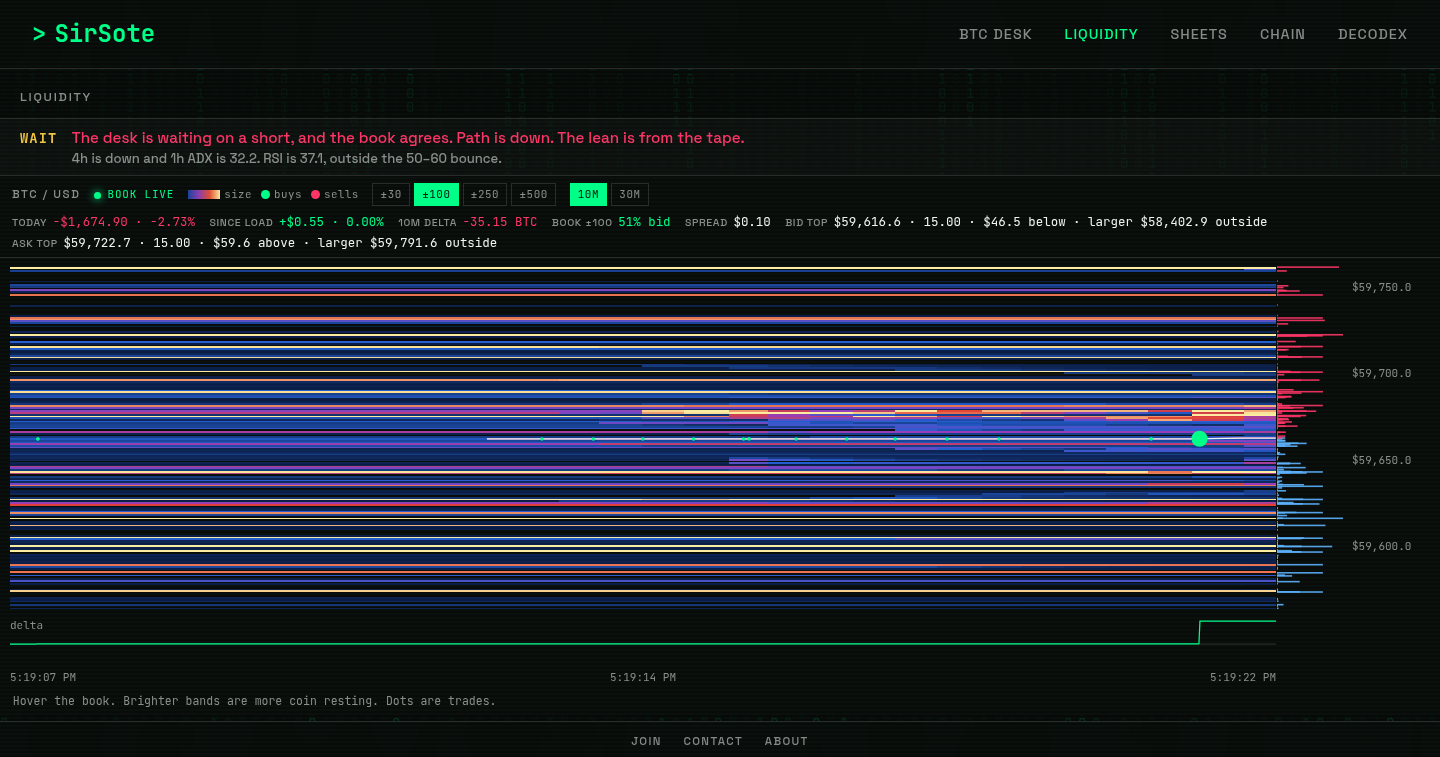 > SirSote
BTC DESK LIQUIDITY SHEETS CHAIN DECODEX
LIQUIDITY
WAIT The desk is waiting on a short, and the book agrees. Path is down. The lean is from the tape.
4h is down and 1h ADX is 32.2. RSI is 37.1, outside the 50–60 bounce.
BTC / USD BOOK LIVE size buys sells ±30 ±100 ±250 ±500 10M 30M
TODAY -$1,674.90 · -2.73% SINCE LOAD +$0.55 · 0.00% 10M DELTA -35.15 BTC BOOK ±100 51% bid SPREAD $0.10 BID TOP $59,616.6 · 15.00 · $46.5 below · larger $58,402.9 outside
ASK TOP $59,722.7 · 15.00 · $59.6 above · larger $59,791.6 outside
$59,750.0
$59,700.0
$59,650.0
$59,600.0
delta
5:19:07 PM 5:19:14 PM 5:19:22 PM
Hover the book. Brighter bands are more coin resting. Dots are trades.
JOIN CONTACT ABOUT